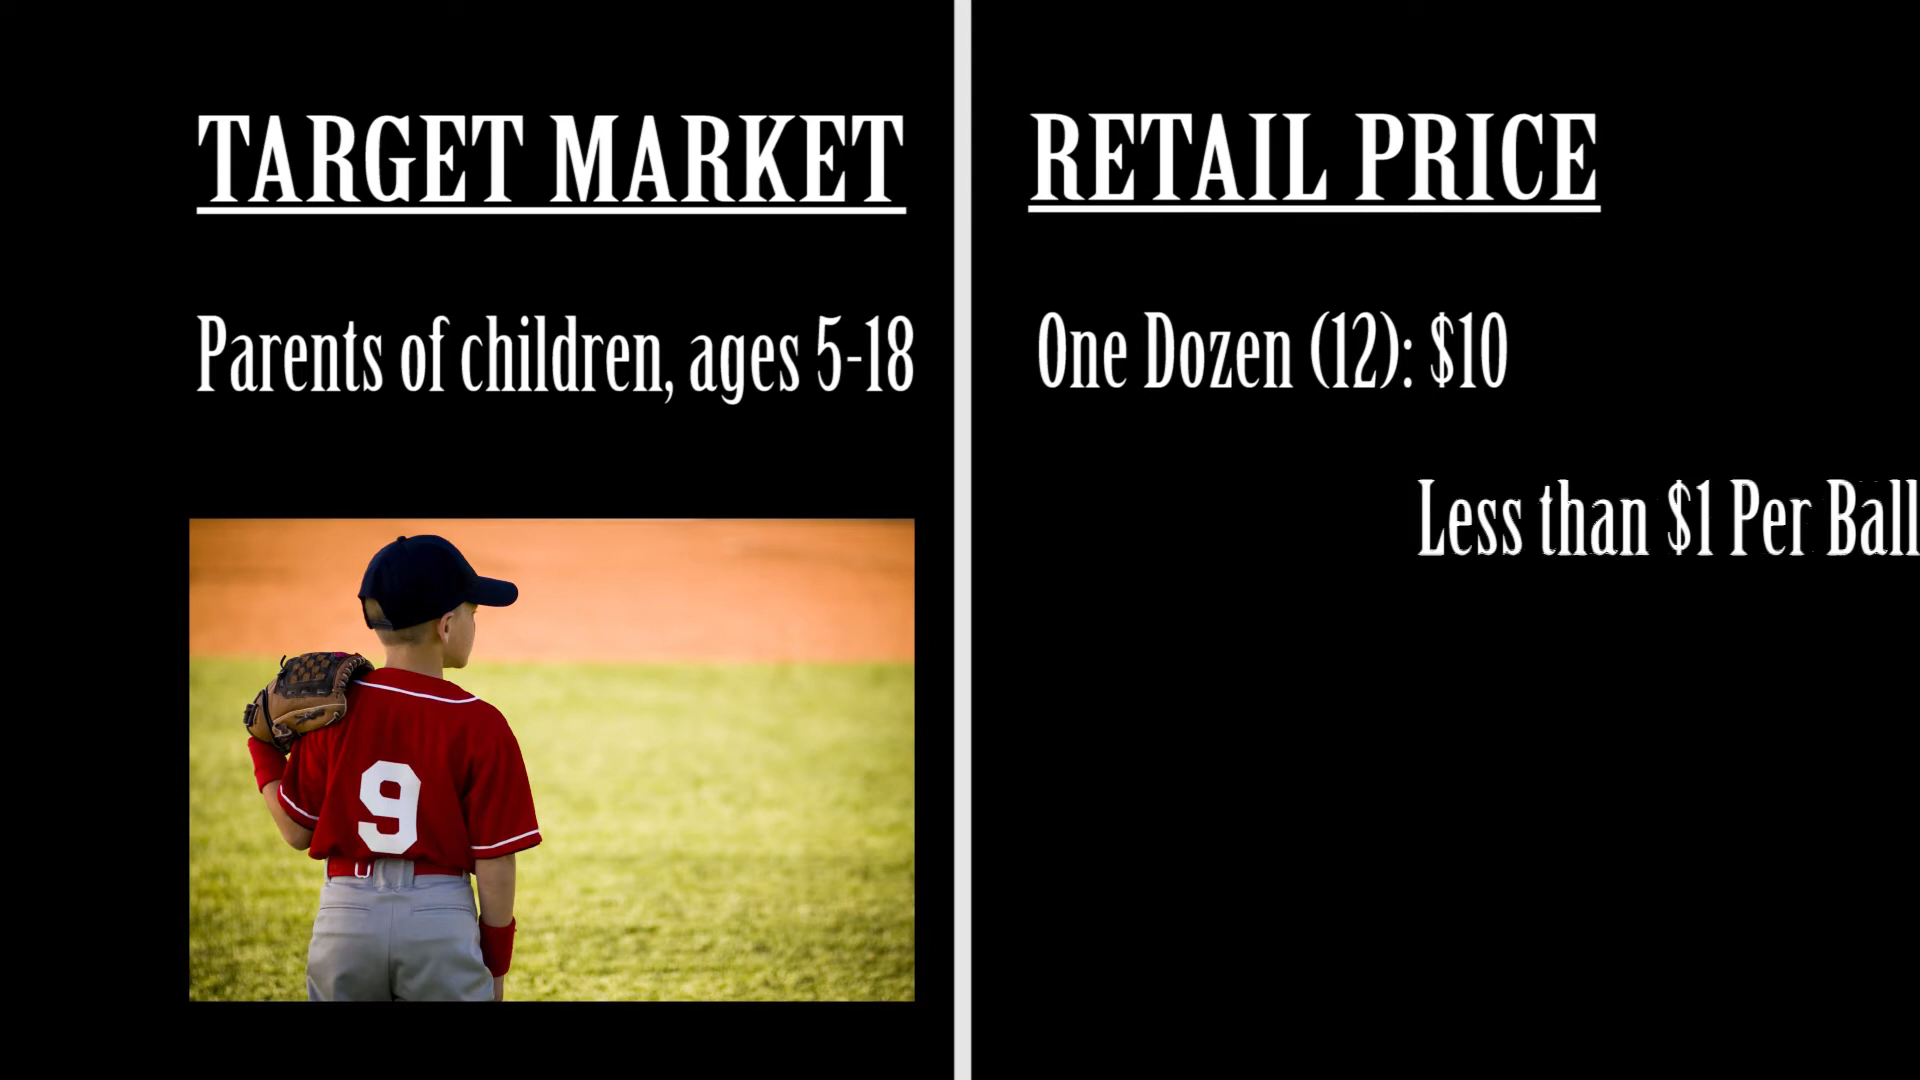 TARGET MARKET
Parents of children, ages 5-18
9
RETAIL PRICE
One Dozen (12): $10
Less than $1 Per Ball